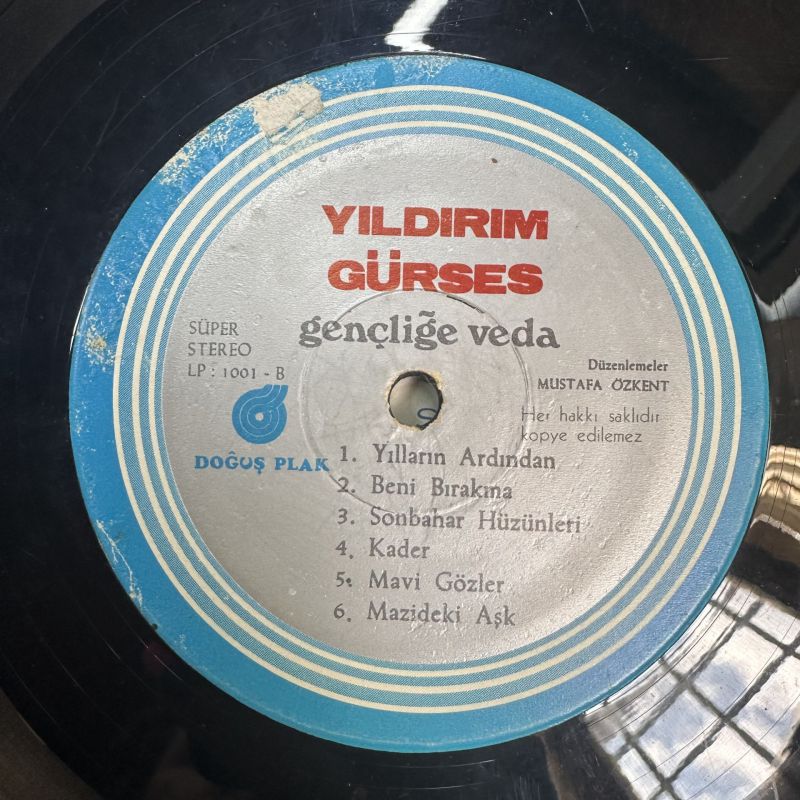 YILDIRIM
GÜRSES
gençliğe veda
SÜPER
STEREO
LP : 1001 - B
DOĞUŞ PLAK
Düzenlemeler
MUSTAFA ÖZKENT
Her hakkı saklıdır
kopye edilemez
1. Yılların Ardından
2. Beni Bırakma
3. Sonbahar Hüzünleri
4. Kader
5. Mavi Gözler
6. Mazideki Aşk